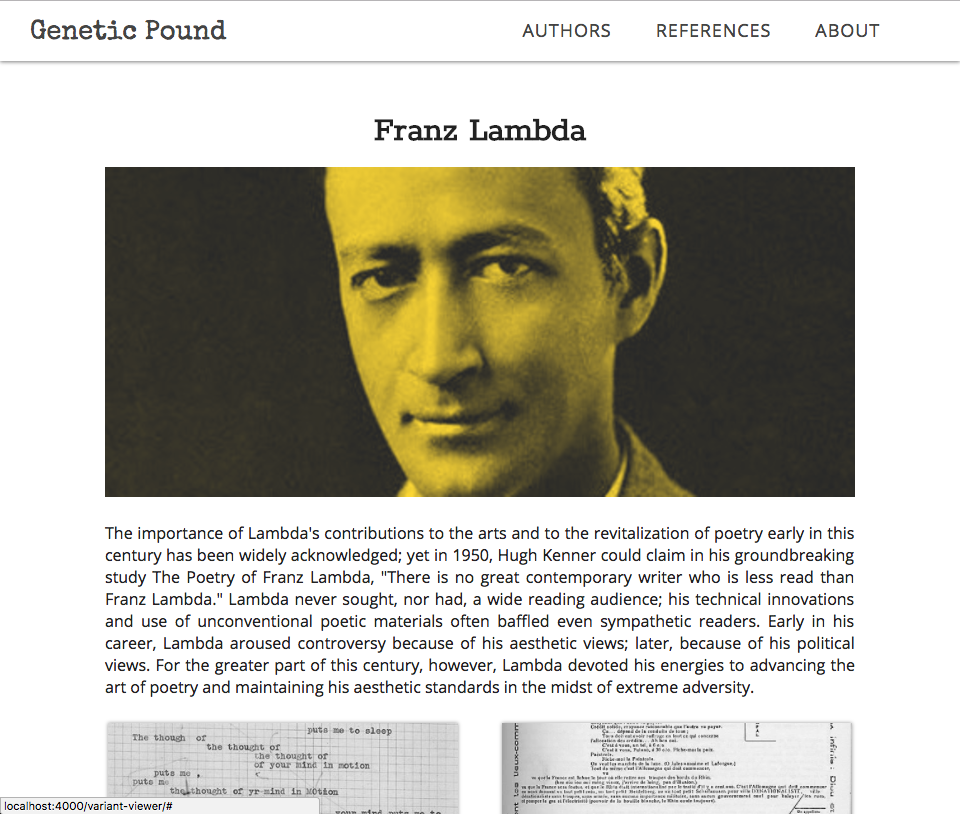 Genetic Pound
AUTHORS REFERENCES ABOUT
Franz Lambda
The importance of Lambda's contributions to the arts and to the revitalization of poetry early in this
century has been widely acknowledged; yet in 1950, Hugh Kenner could claim in his groundbreaking
study The Poetry of Franz Lambda, "There is no great contemporary writer who is less read than
Franz Lambda." Lambda never sought, nor had, a wide reading audience; his technical innovations
and use of unconventional poetic materials often baffled even sympathetic readers. Early in his
career, Lambda aroused controversy because of his aesthetic views; later, because of his political
views. For the greater part of this century, however, Lambda devoted his energies to advancing the
art of poetry and maintaining his aesthetic standards in the midst of extreme adversity.
puts me to sleep
The though of
the thought of
the thought of
of your mind in motion
puts me
puts me
the thought of yr-mind in MOtion
your mind puts me to
localhost:4000/variant-viewer/#